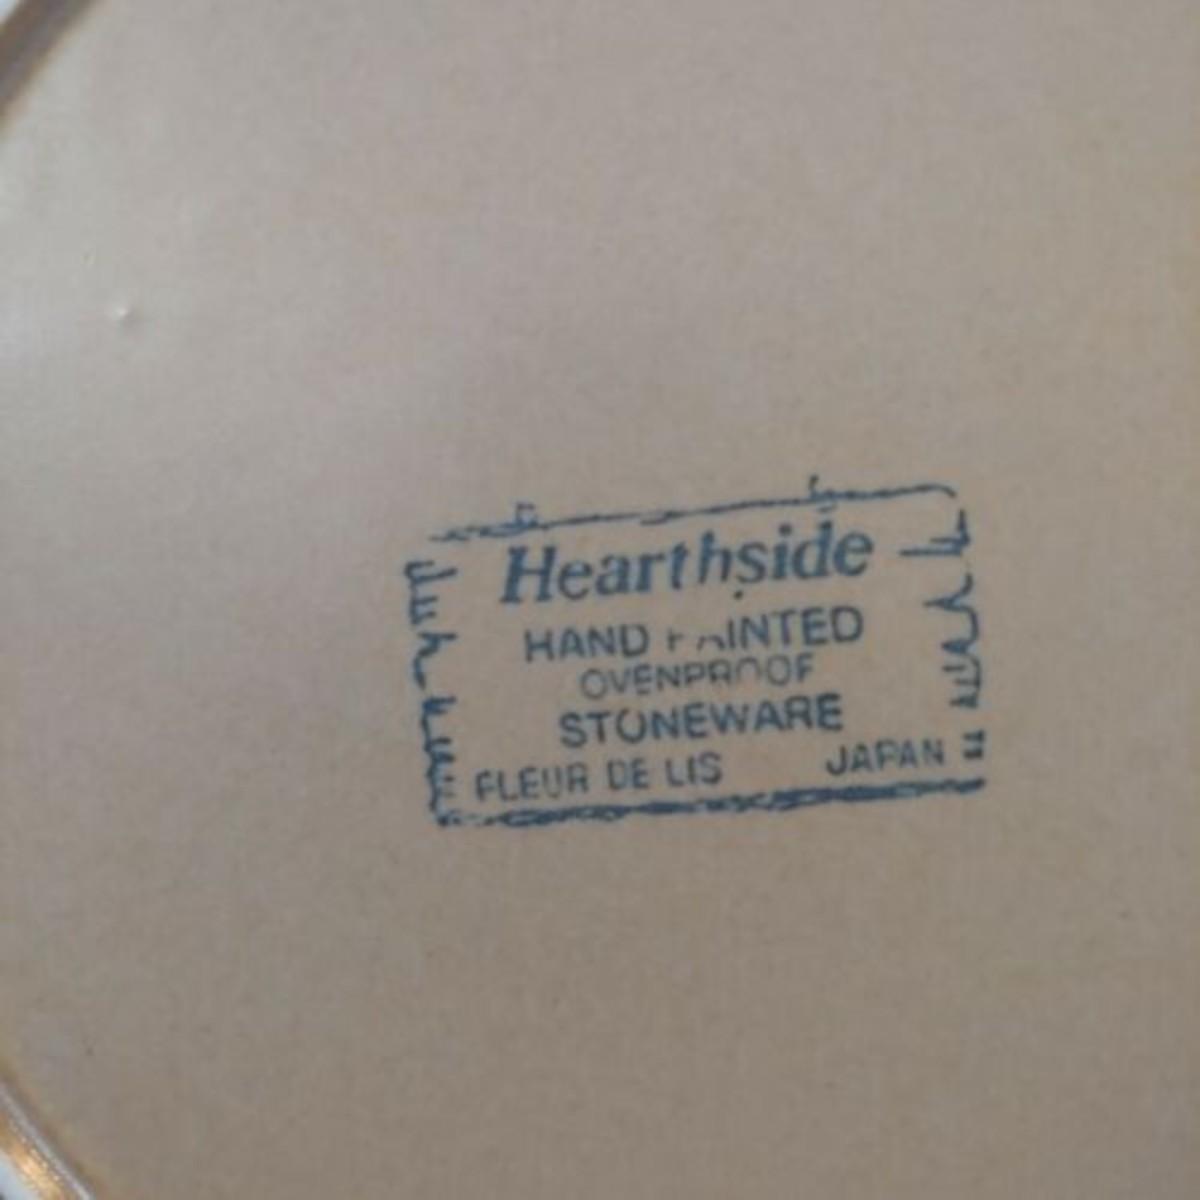 Hearthside
HAND PAINTED
OVENPROOF
STONEWARE
FLEUR DE LIS JAPAN